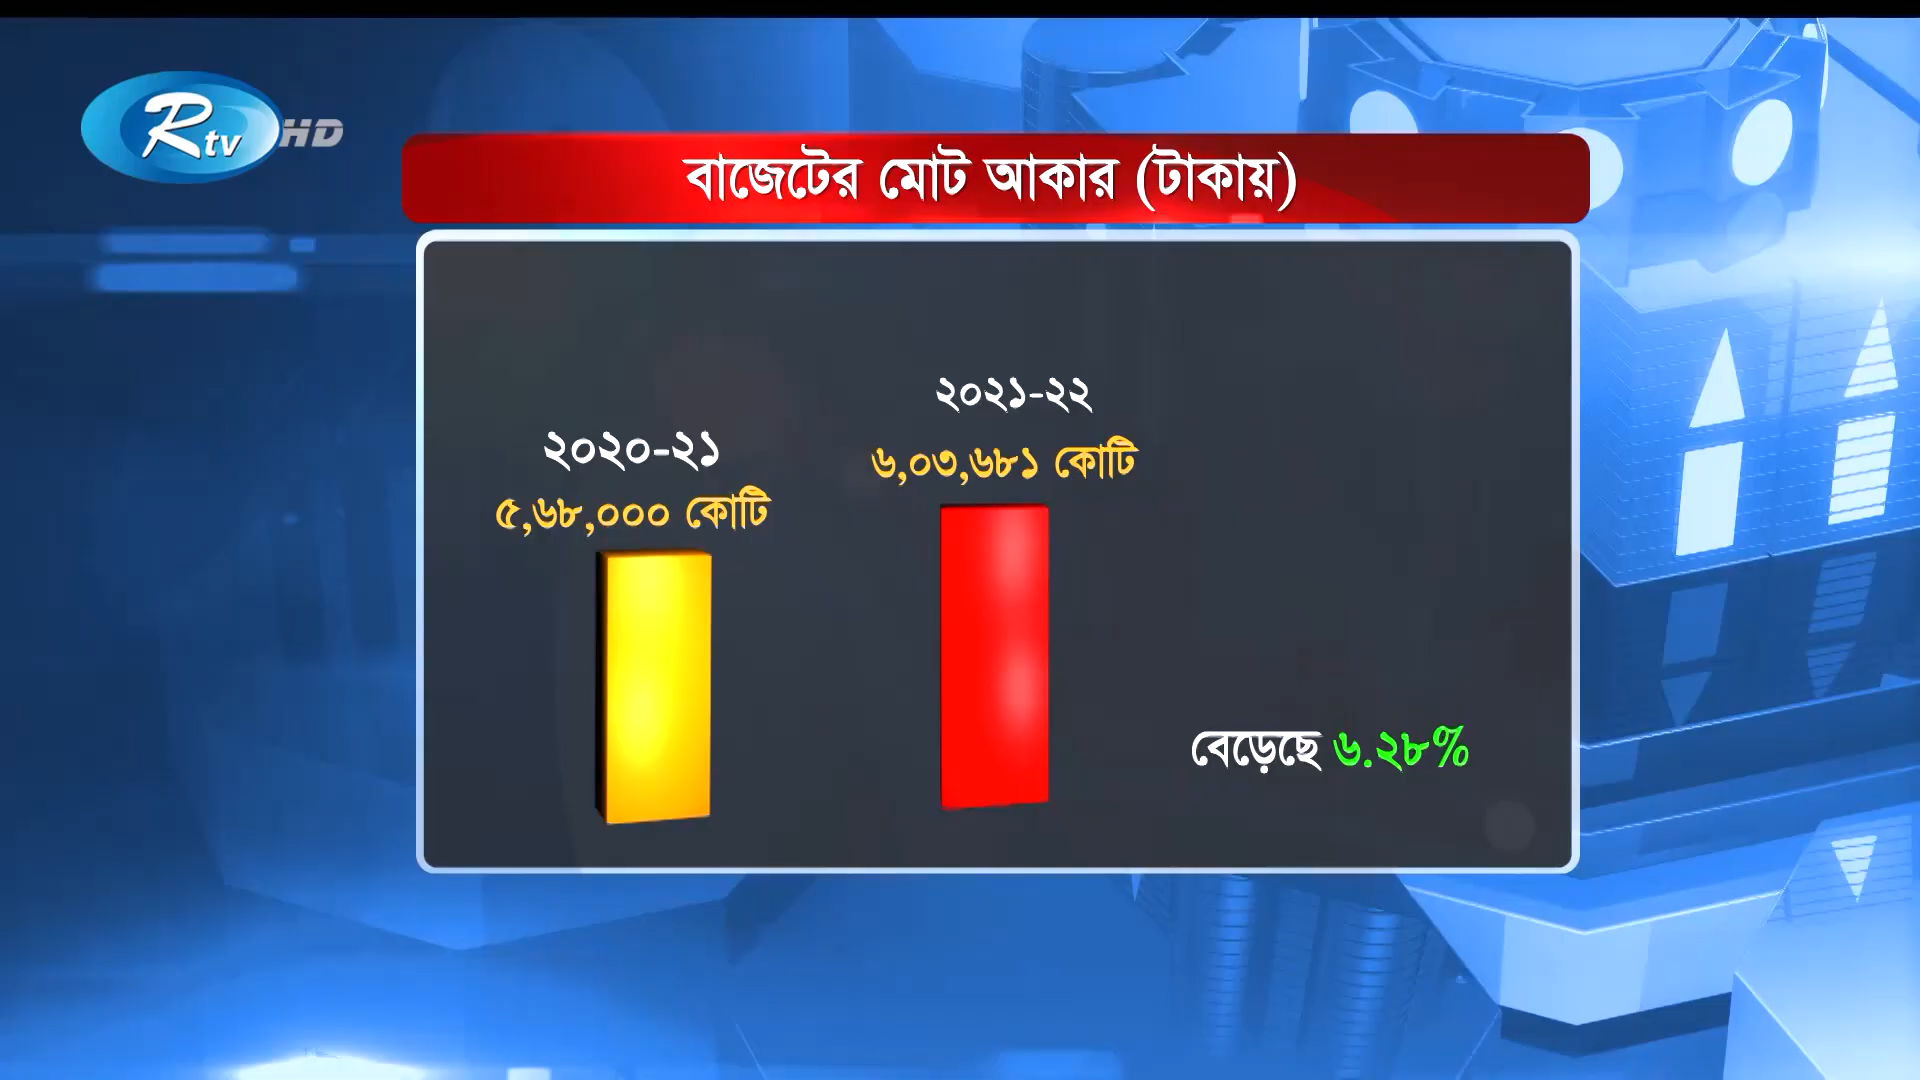 Rtv HD
বাজেটের মোট আকার (টাকায়)
২০২০-২১
৫,৬৮,০০০ কোটি
২০২১-২২
৬,০৩,৬৮১ কোটি
বেড়েছে ৬.২৮%